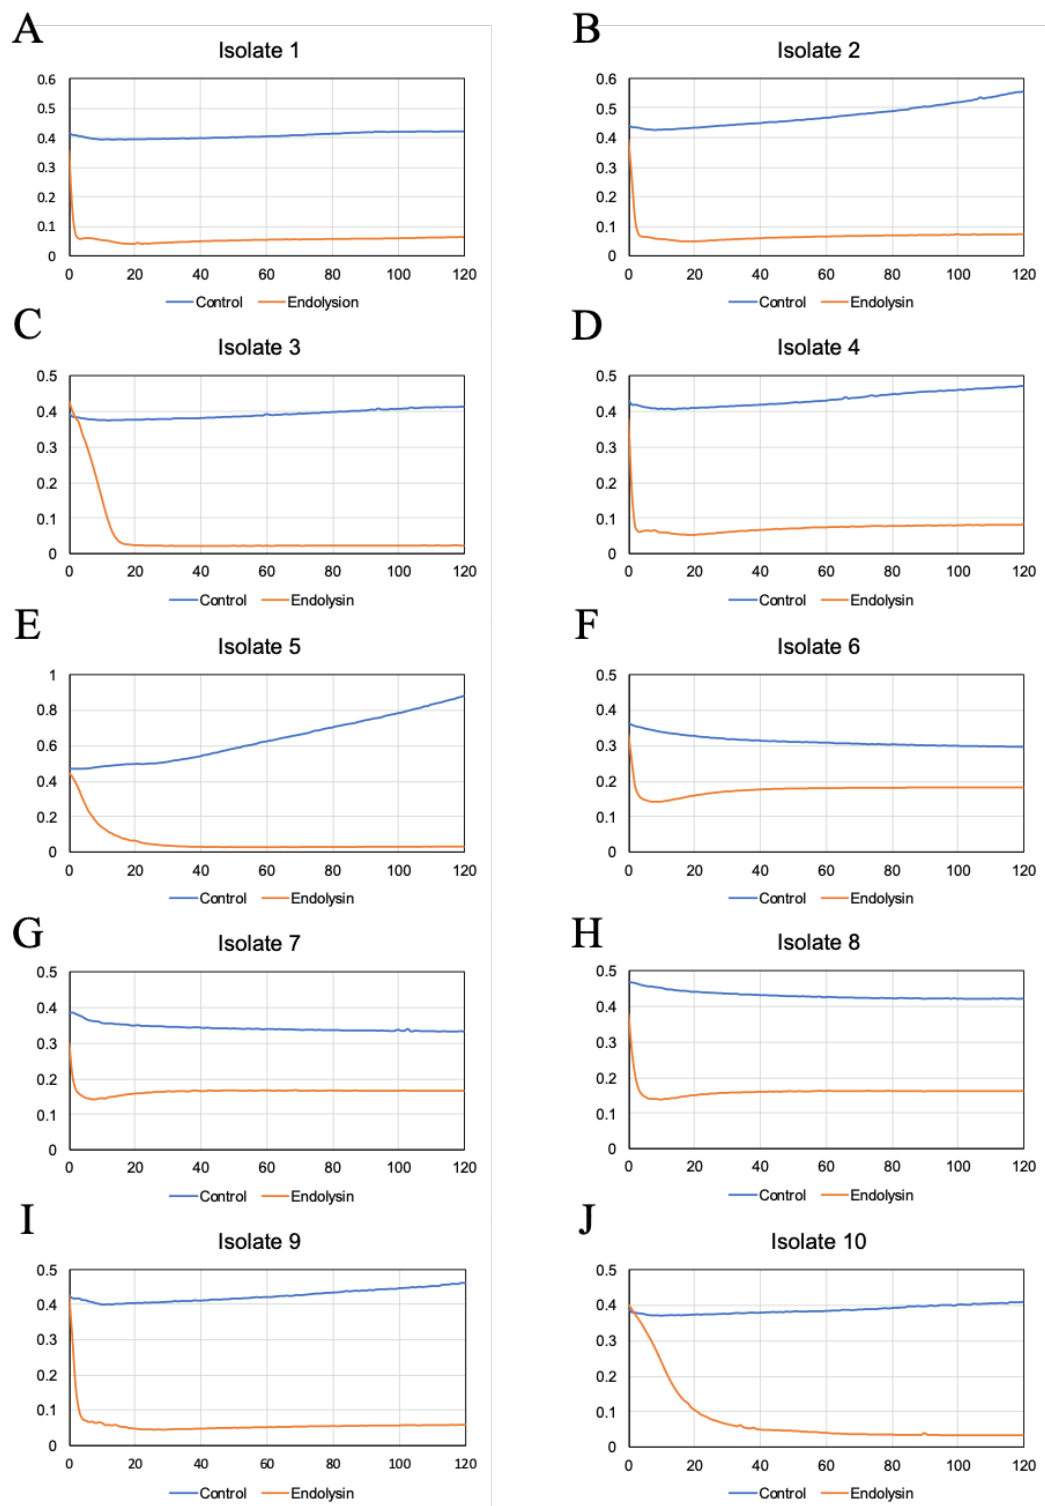 A
Isolate 1
0.6
0.5
0.4
0.3
0.2
0.1
0
0 20 40 60 80 100 120
Control Endolysion
B
Isolate 2
0.6
0.5
0.4
0.3
0.2
0.1
0
0 20 40 60 80 100 120
Control Endolysin
C
Isolate 3
0.5
0.4
0.3
0.2
0.1
0
0 20 40 60 80 100 120
Control Endolysin
D
Isolate 4
0.5
0.4
0.3
0.2
0.1
0
0 20 40 60 80 100 120
Control Endolysin
E
Isolate 5
1
0.8
0.6
0.4
0.2
0
0 20 40 60 80 100 120
Control Endolysin
F
Isolate 6
0.5
0.4
0.3
0.2
0.1
0
0 20 40 60 80 100 120
Control Endolysin
G
Isolate 7
0.5
0.4
0.3
0.2
0.1
0
0 20 40 60 80 100 120
Control Endolysin
H
Isolate 8
0.5
0.4
0.3
0.2
0.1
0
0 20 40 60 80 100 120
Control Endolysin
I
Isolate 9
0.5
0.4
0.3
0.2
0.1
0
0 20 40 60 80 100 120
Control Endolysin
J
Isolate 10
0.5
0.4
0.3
0.2
0.1
0
0 20 40 60 80 100 120
Control Endolysin